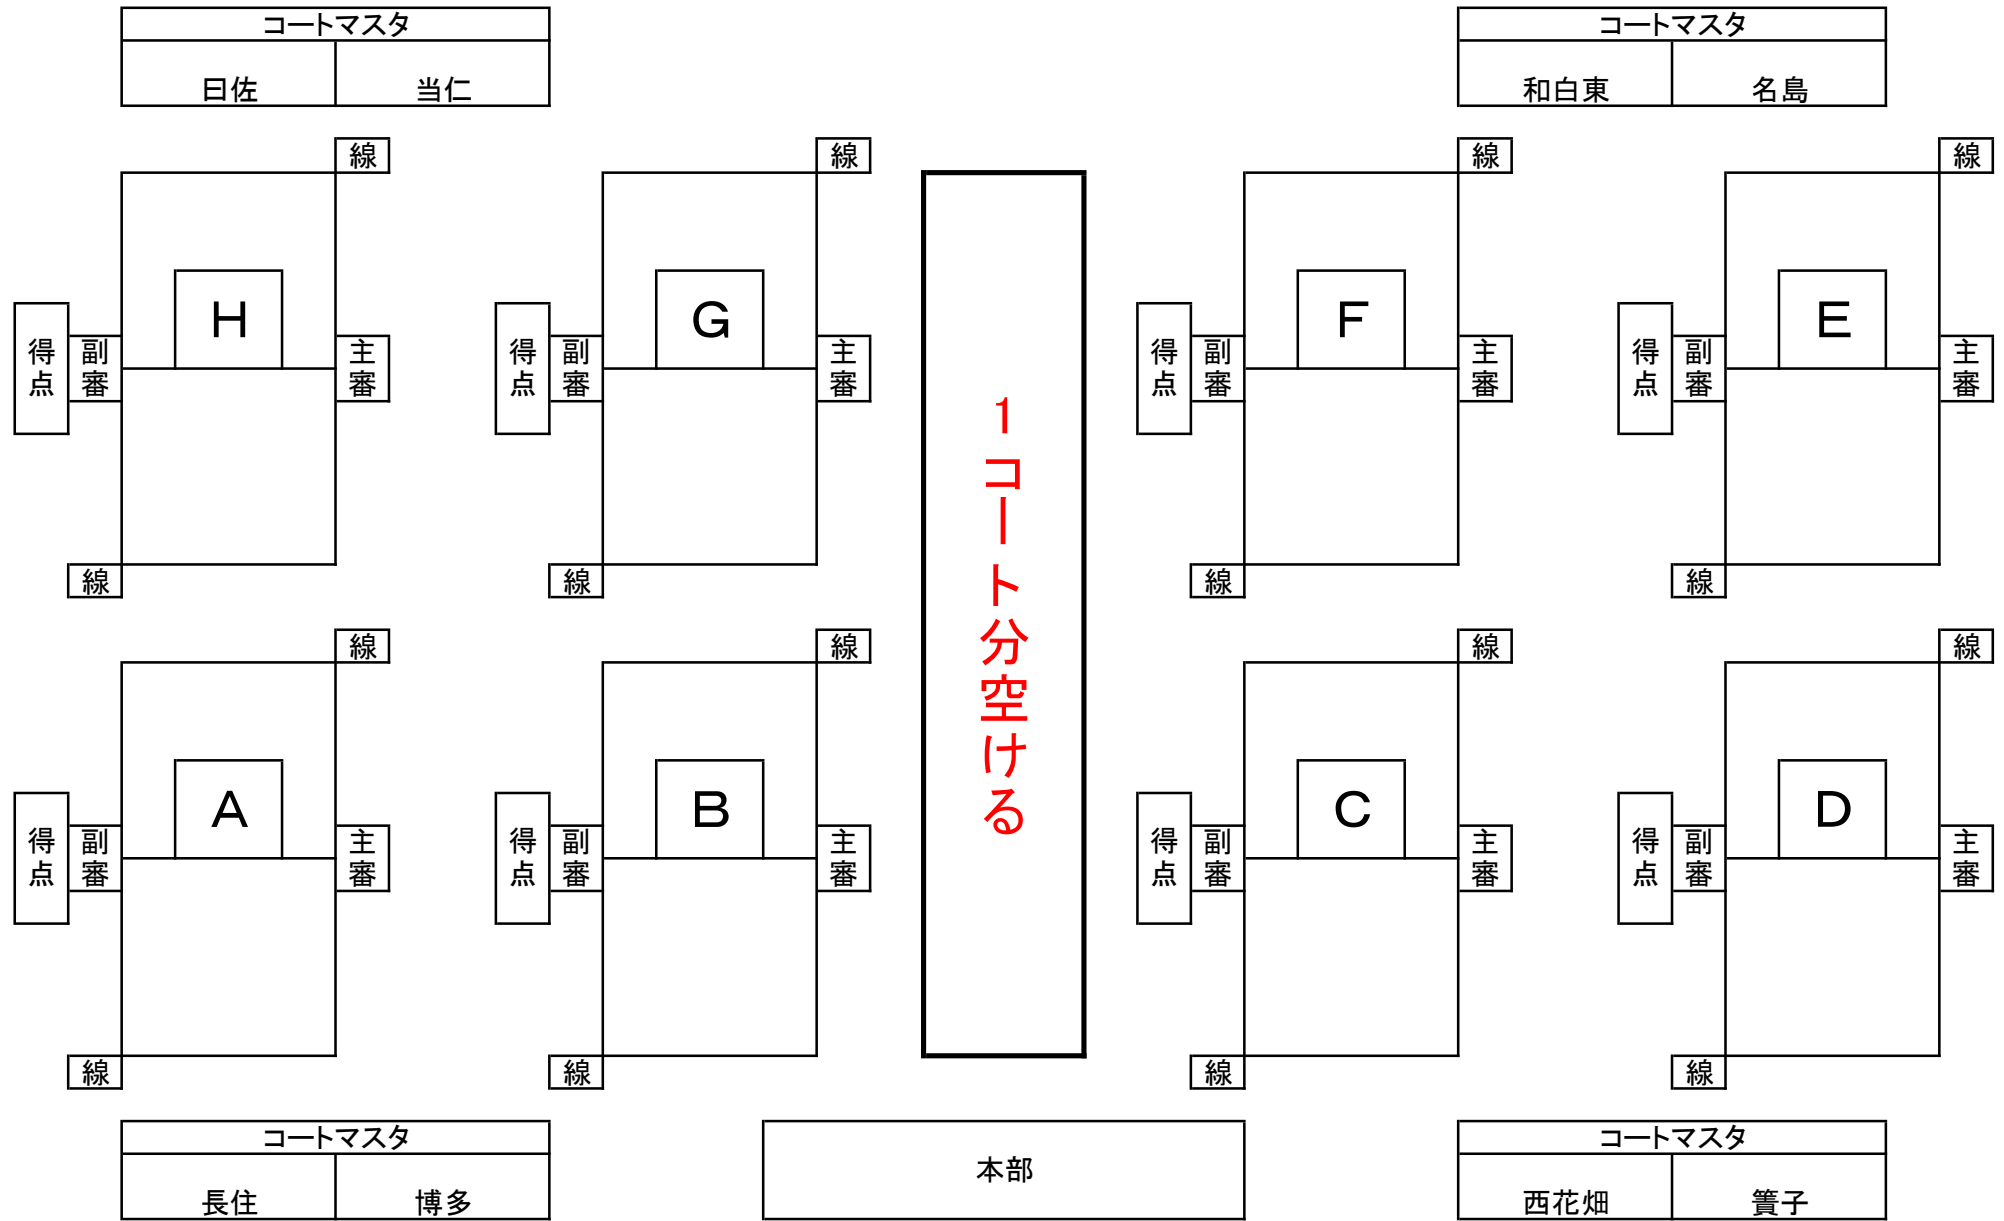 コートマスタ
コートマスタ
曰佐 当仁
和白東 名島
線 線 線 線
H G F E
得点 副審 主審
得点 副審 主審
得点 副審 主審
得点 副審 主審
線 線 線 線
1コート分空ける
線 線 線 線
A B C D
得点 副審 主審
得点 副審 主審
得点 副審 主審
得点 副審 主審
線 線 線 線
コートマスタ
コートマスタ
長住 博多
本部
西花畑 簀子